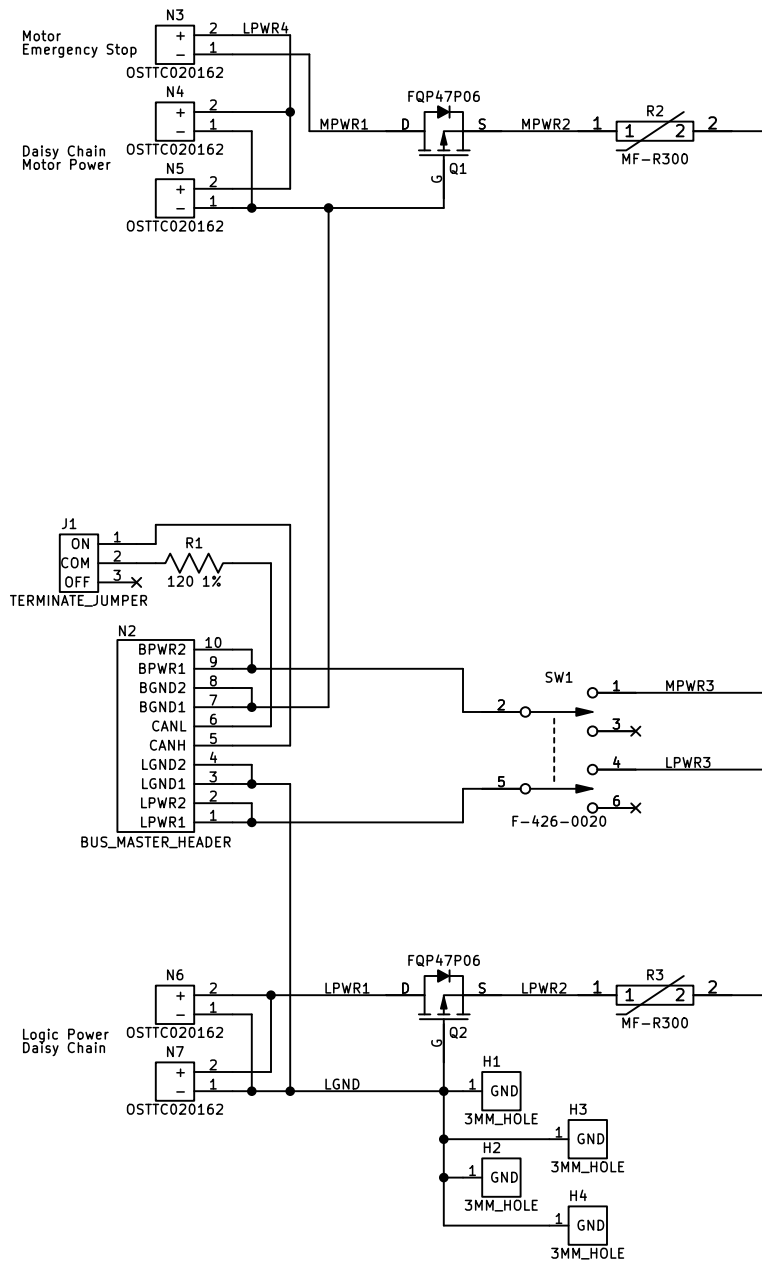 N3
Motor
Emergency Stop
+ 2 LPWR4
− 1
OSTTC020162
N4
+ 2
− 1
OSTTC020162
Daisy Chain
Motor Power
N5
+ 2
− 1
OSTTC020162
FQP47P06
MPWR1 D S MPWR2
G Q1
R2
1 1 2 2
MF-R300
J1
ON 1
COM 2
OFF 3
TERMINATE_JUMPER
R1
120 1%
N2
BPWR2 10
BPWR1 9
BGND2 8
BGND1 7
CANL 6
CANH 5
LGND2 4
LGND1 3
LPWR2 2
LPWR1 1
BUS_MASTER_HEADER
SW1
1 MPWR3
2
3
4 LPWR3
5
6
F-426-0020
N6
+ 2
− 1
OSTTC020162
Logic Power
Daisy Chain
N7
+ 2
− 1
OSTTC020162
FQP47P06
LPWR1 D S LPWR2
G Q2
R3
1 1 2 2
MF-R300
LGND
H1
1 GND
3MM_HOLE
H3
1 GND
3MM_HOLE
H2
1 GND
3MM_HOLE
H4
1 GND
3MM_HOLE